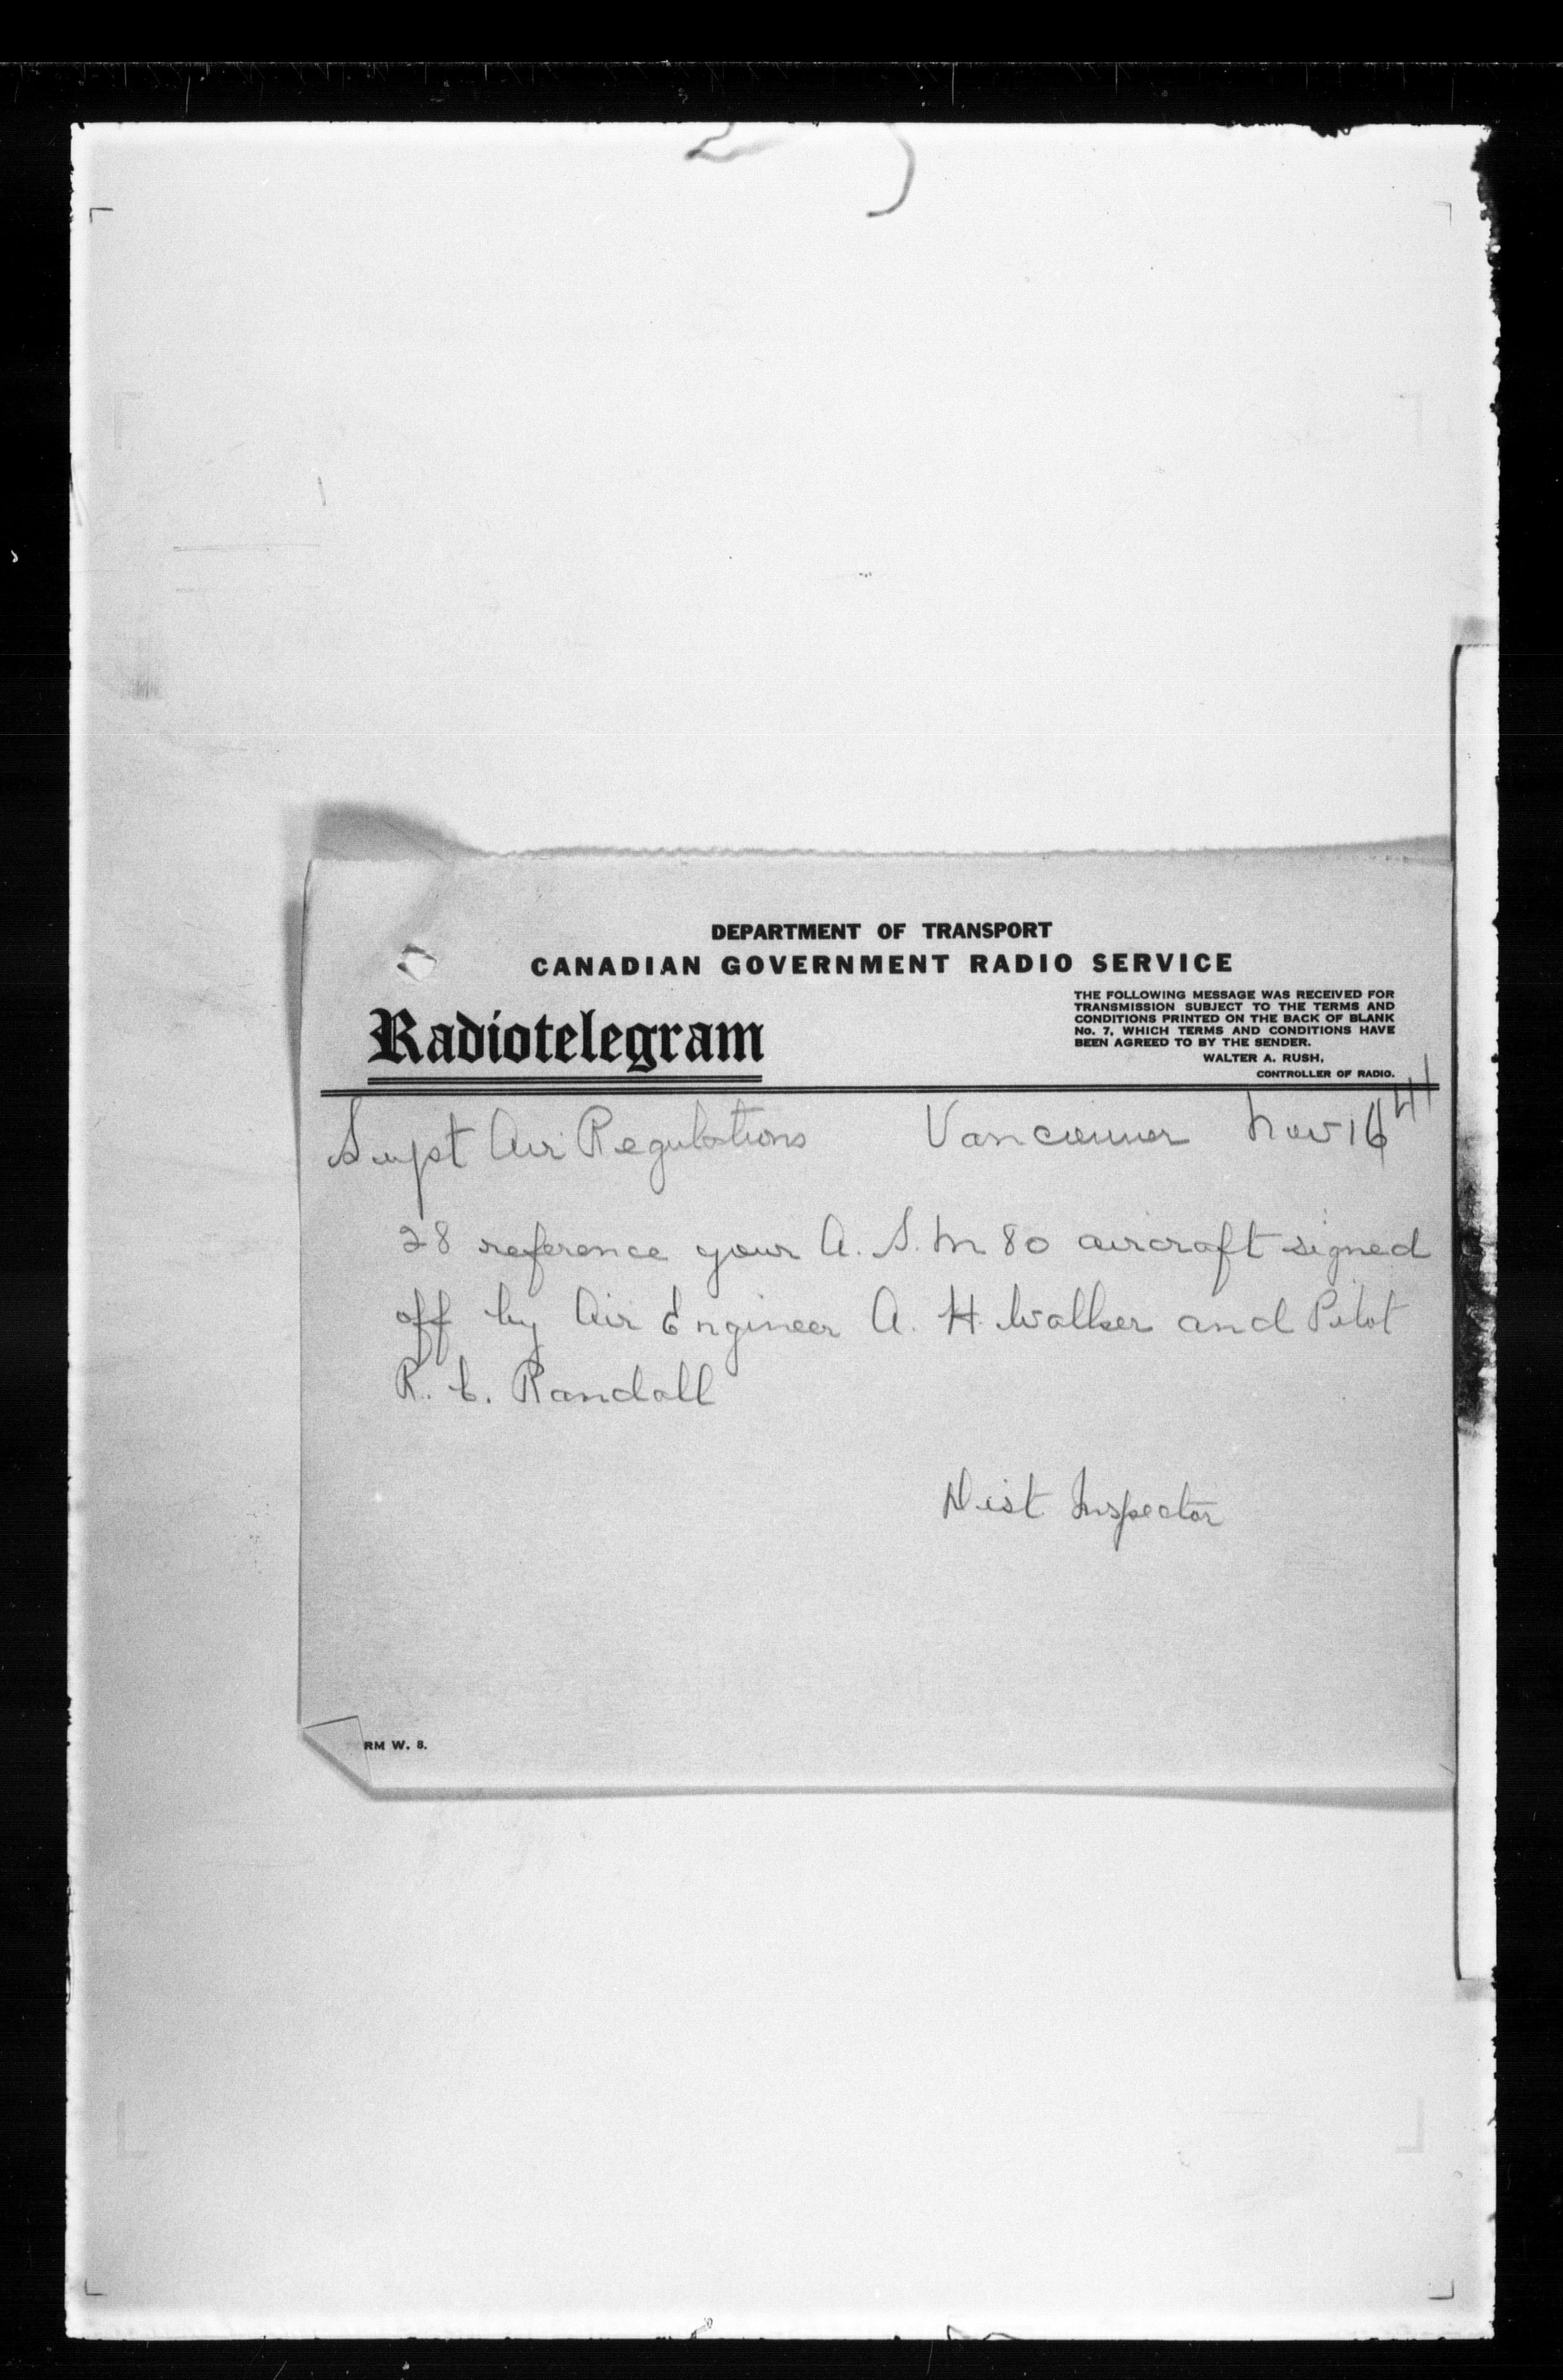 DEPARTMENT OF TRANSPORT
CANADIAN GOVERNMENT RADIO SERVICE
Radiotelegram
THE FOLLOWING MESSAGE WAS RECEIVED FOR
TRANSMISSION SUBJECT TO THE TERMS AND
CONDITIONS PRINTED ON THE BACK OF BLANK
No. 7, WHICH TERMS AND CONDITIONS HAVE
BEEN AGREED TO BY THE SENDER.
WALTER A. RUSH,
CONTROLLER OF RADIO.
Supt Air Regulations Vancouver Nov 16 41
28 reference your A. S. M 80 aircraft signed
off by Air Engineer A. H. Walker and Pilot
R. C. Randall
Dist. Inspector
RM W. 8.